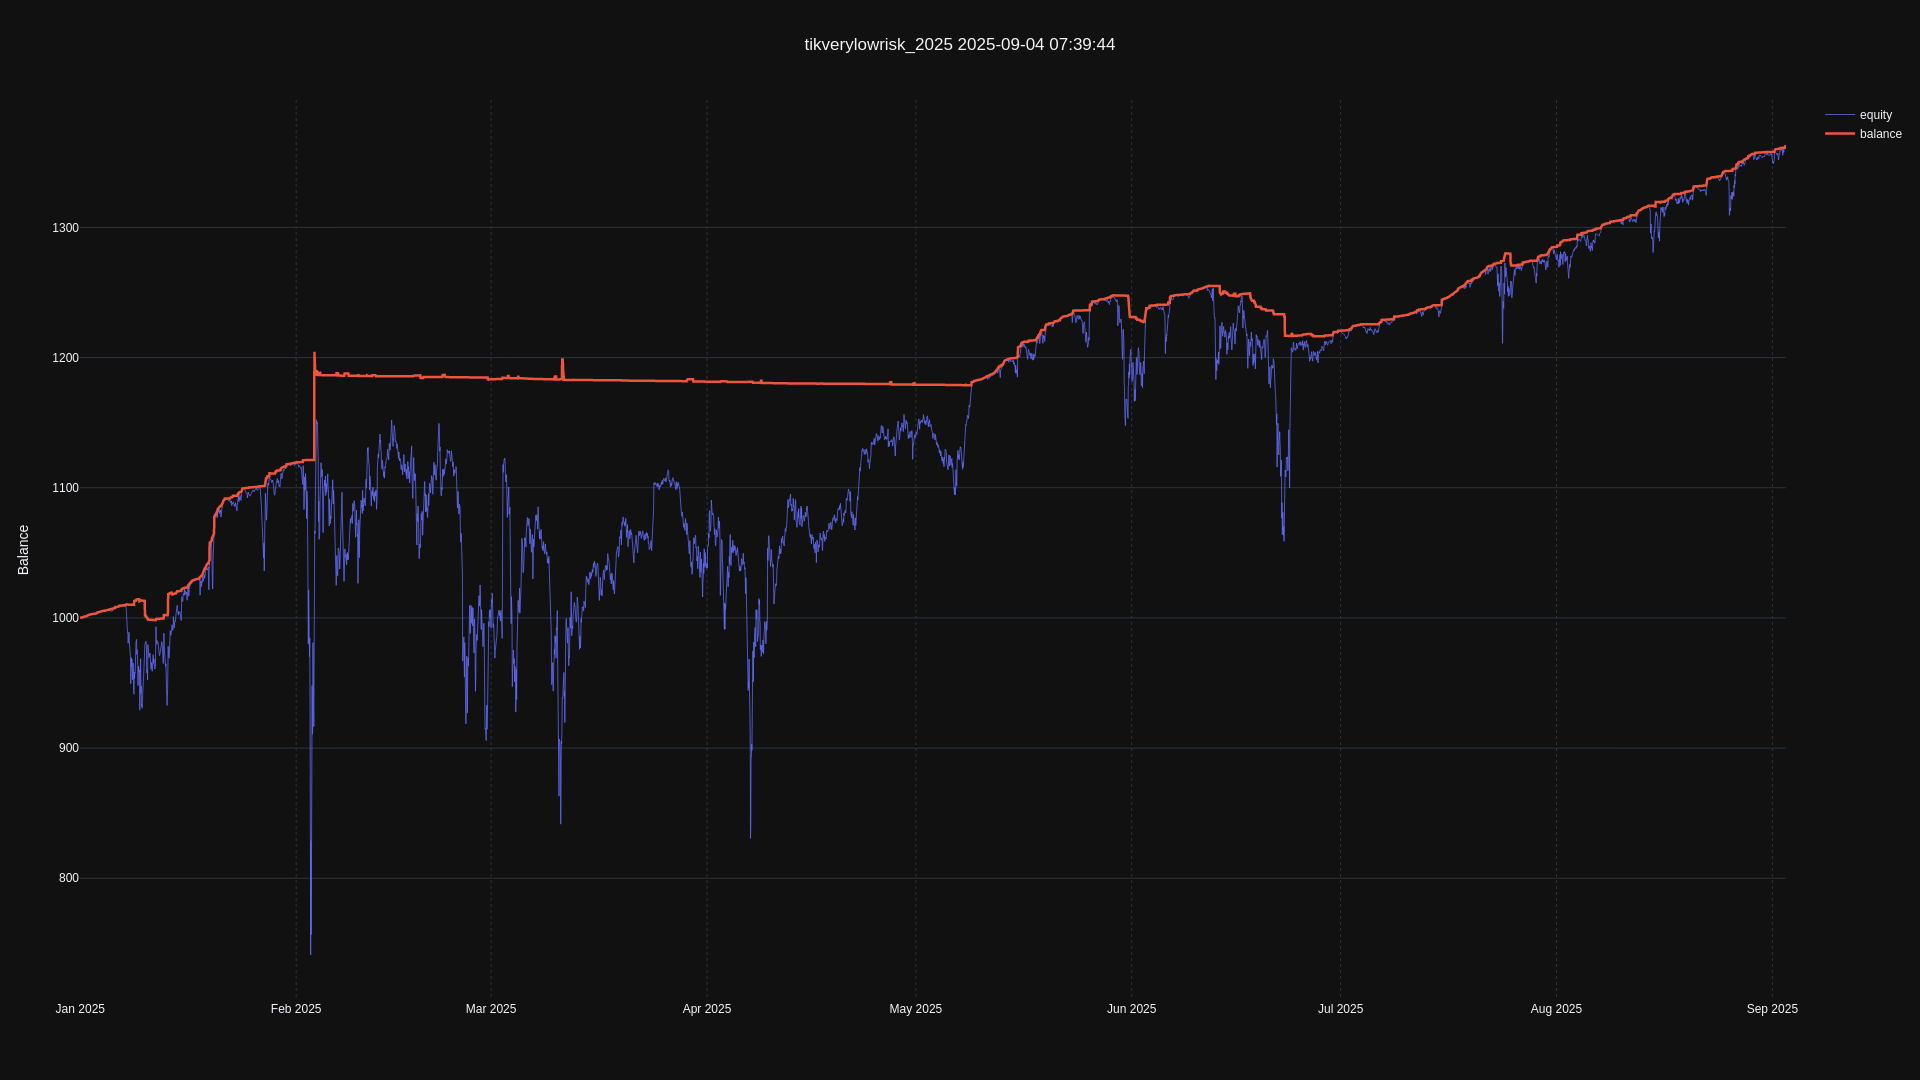 tikverylowrisk_2025 2025-09-04 07:39:44
equity
balance
Balance
1300
1200
1100
1000
900
800
Jan 2025
Feb 2025
Mar 2025
Apr 2025
May 2025
Jun 2025
Jul 2025
Aug 2025
Sep 2025